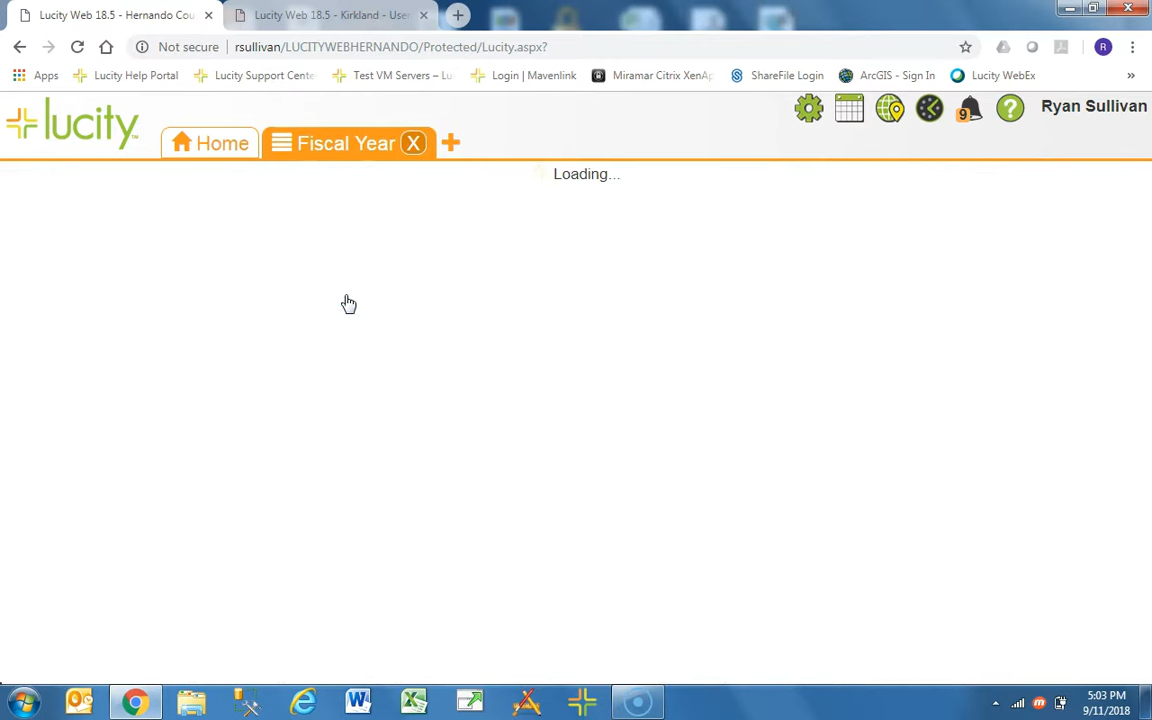 Lucity Web 18.5 - Hernando Cou
Lucity Web 18.5 - Kirkland - User
Not secure rsullivan/LUCITYWEBHERNANDO/Protected/Lucity.aspx?
R
Apps Lucity Help Portal Lucity Support Cente Test VM Servers – Lu Login | Mavenlink Miramar Citrix XenAp ShareFile Login ArcGIS - Sign In Lucity WebEx »
lucity
Home Fiscal Year X
9
?
Ryan Sullivan
Loading...
5:03 PM
9/11/2018